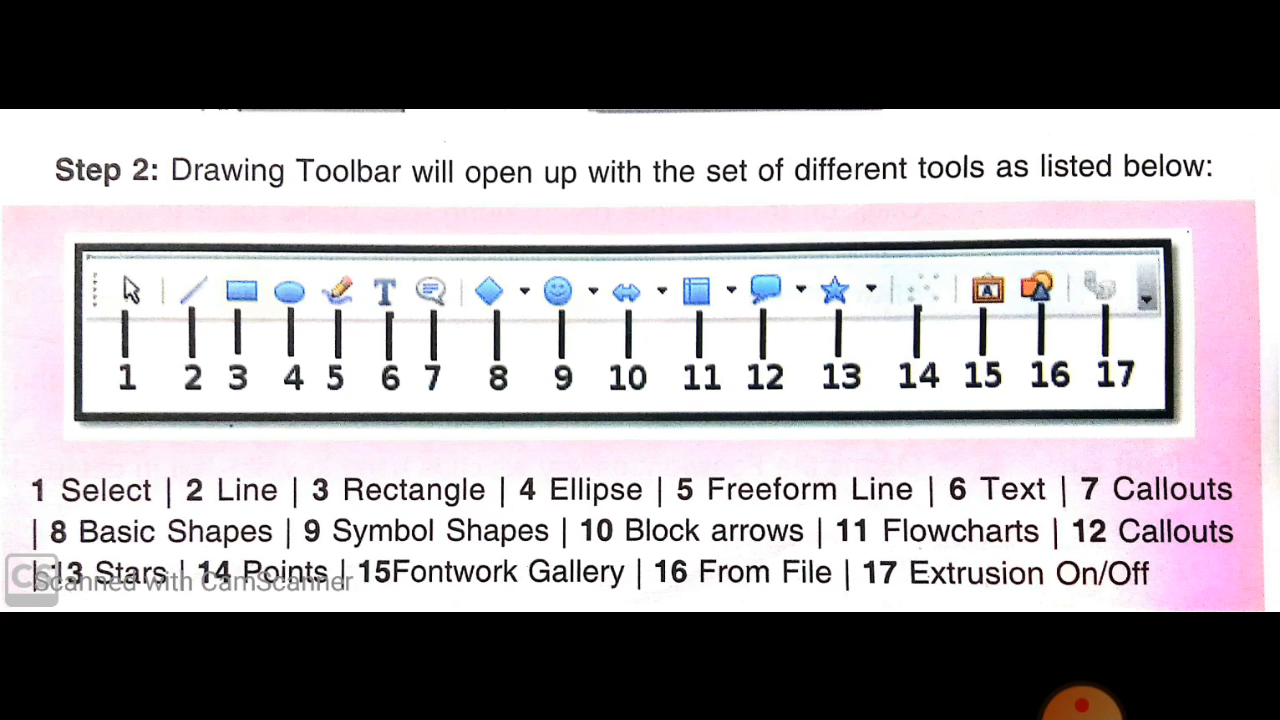 Step 2: Drawing Toolbar will open up with the set of different tools as listed below:
T
A
1 2 3 4 5 6 7 8 9 10 11 12 13 14 15 16 17
1 Select | 2 Line | 3 Rectangle | 4 Ellipse | 5 Freeform Line | 6 Text | 7 Callouts
| 8 Basic Shapes | 9 Symbol Shapes | 10 Block arrows | 11 Flowcharts | 12 Callouts
| 13 Stars | 14 Points | 15Fontwork Gallery | 16 From File | 17 Extrusion On/Off
CS Scanned with CamScanner